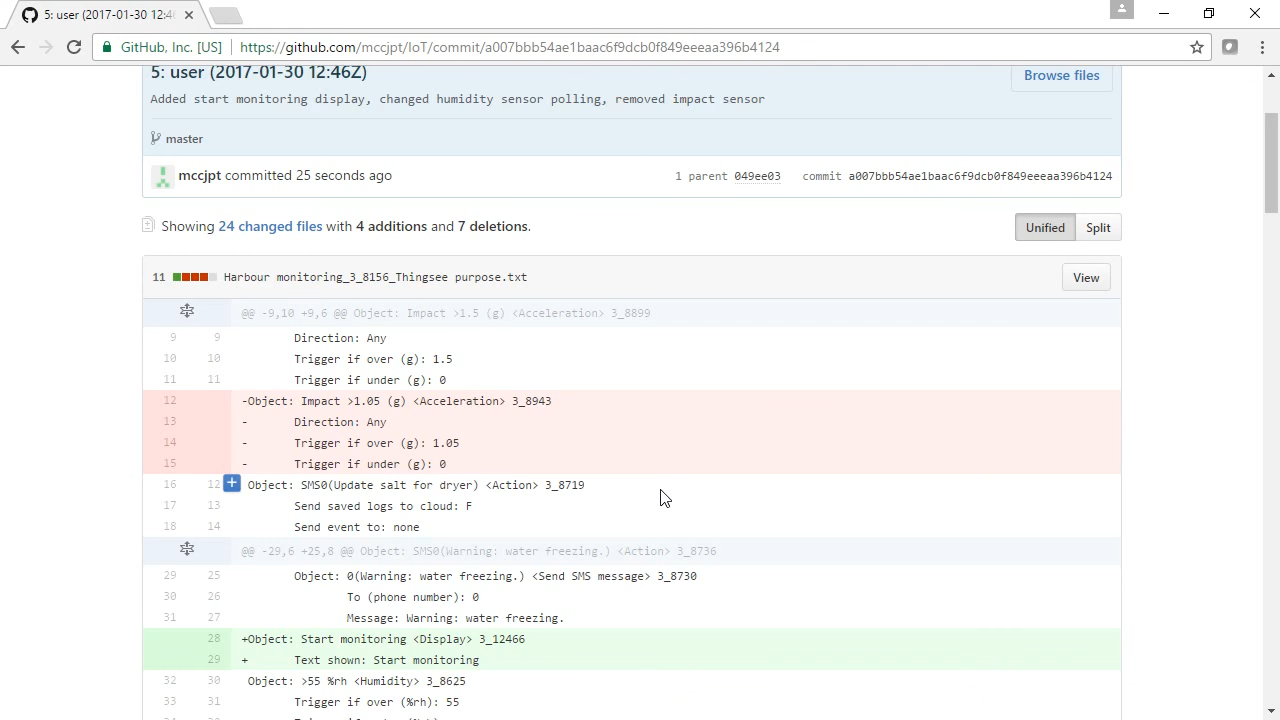 5: user (2017-01-30 12:4
GitHub, Inc. [US] https://github.com/mccjpt/IoT/commit/a007bbb54ae1baac6f9dcb0f849eeeaa396b4124
5: user (2017-01-30 12:46Z)
Browse files
Added start monitoring display, changed humidity sensor polling, removed impact sensor
master
mccjpt committed 25 seconds ago
1 parent 049ee03 commit a007bbb54ae1baac6f9dcb0f849eeeaa396b4124
Showing 24 changed files with 4 additions and 7 deletions.
Unified Split
11 Harbour monitoring_3_8156_Thingsee purpose.txt
View
@@ -9,10 +9,6 @@ Object: Impact >1.5 (g) <Acceleration> 3_8899
9 9 Direction: Any
10 10 Trigger if over (g): 1.5
11 11 Trigger if under (g): 0
12 -Object: Impact >1.05 (g) <Acceleration> 3_8943
13 - Direction: Any
14 - Trigger if over (g): 1.05
15 - Trigger if under (g): 0
16 12 + Object: SMS0(Update salt for dryer) <Action> 3_8719
17 13 Send saved logs to cloud: F
18 14 Send event to: none
@@ -29,6 +25,8 @@ Object: SMS0(Warning: water freezing.) <Action> 3_8736
29 25 Object: 0(Warning: water freezing.) <Send SMS message> 3_8730
30 26 To (phone number): 0
31 27 Message: Warning: water freezing.
28 +Object: Start monitoring <Display> 3_12466
29 + Text shown: Start monitoring
32 30 Object: >55 %rh <Humidity> 3_8625
33 31 Trigger if over (%rh): 55